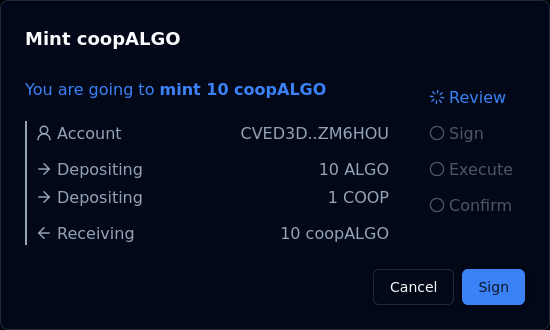 Mint coopALGO
You are going to mint 10 coopALGO
Account CVED3D..ZM6HOU
Depositing 10 ALGO
Depositing 1 COOP
Receiving 10 coopALGO
Review
Sign
Execute
Confirm
Cancel Sign